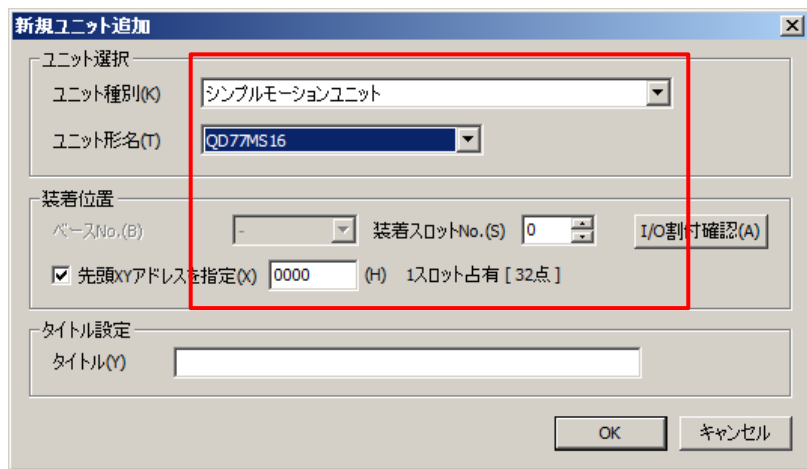 新規ユニット追加
ユニット選択
ユニット種別(K) シンプルモーションユニット
ユニット形名(T) QD77MS16
装着位置
ベースNo.(B) - 装着スロットNo.(S) 0 I/O割付確認(A)
先頭XYアドレスを指定(X) 0000 (H) 1スロット占有 [ 32点 ]
タイトル設定
タイトル(Y)
OK キャンセル